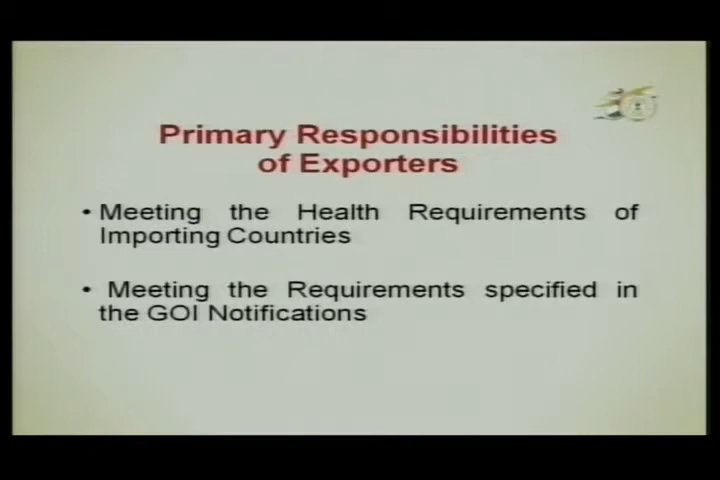 Primary Responsibilities
of Exporters
• Meeting the Health Requirements of
Importing Countries
• Meeting the Requirements specified in
the GOI Notifications